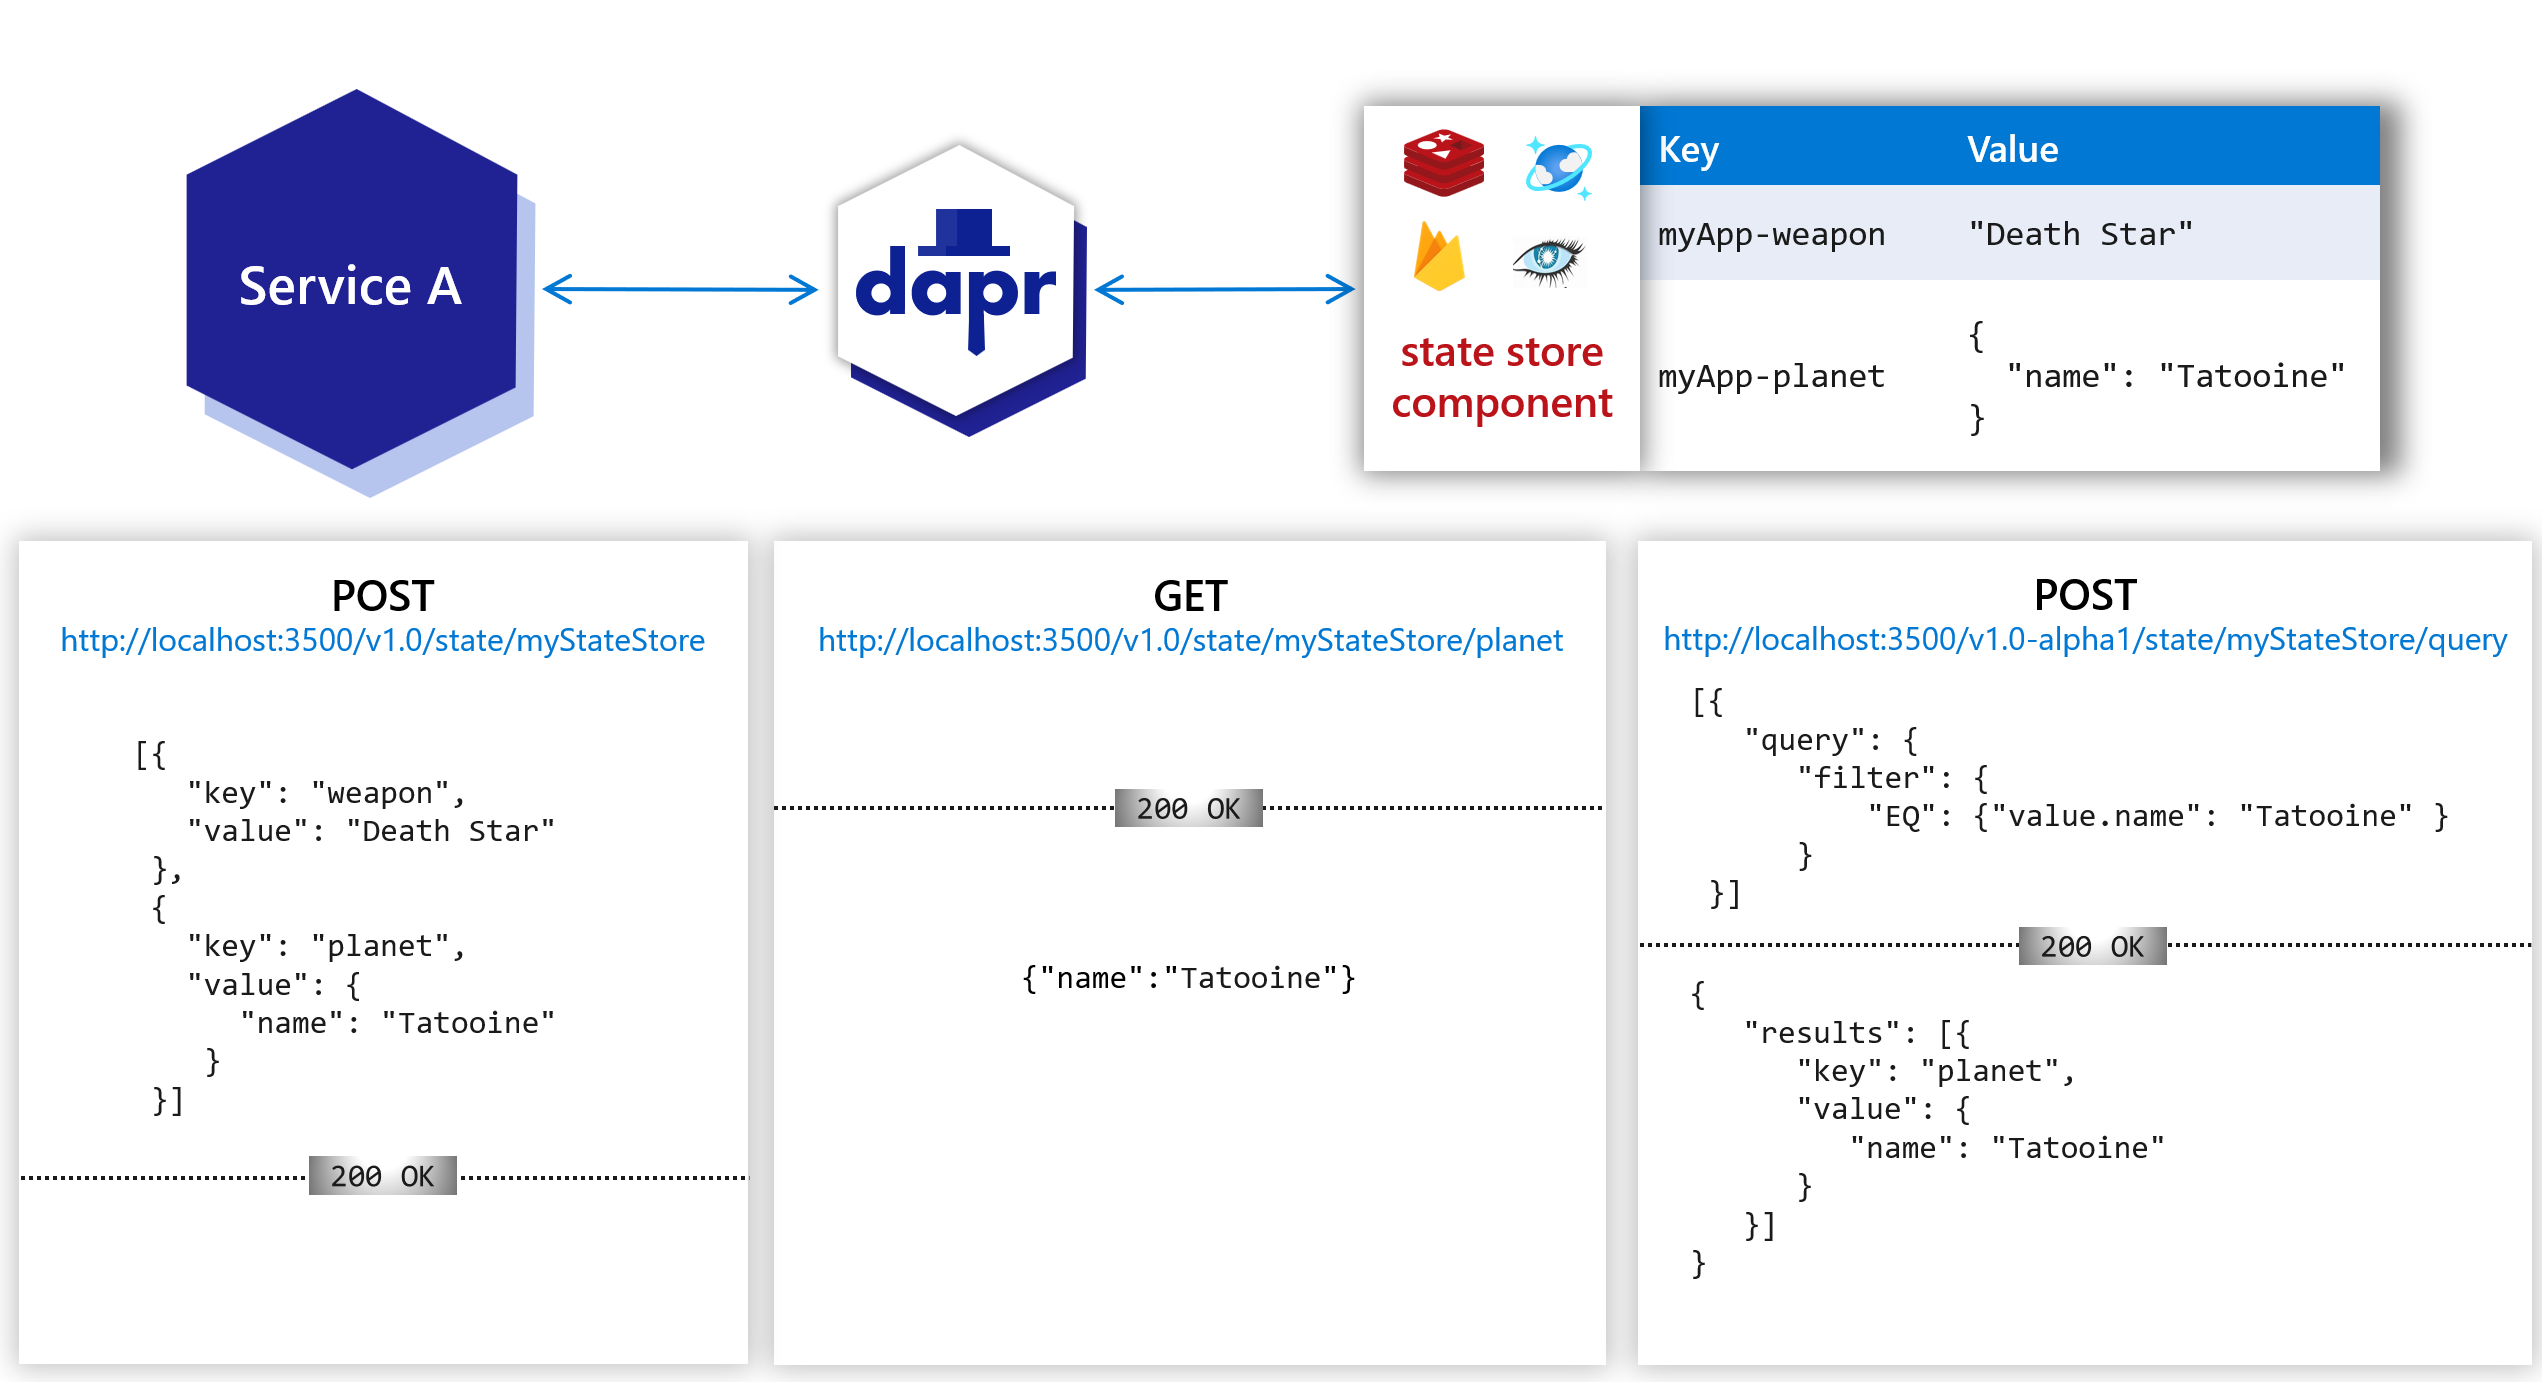 Service A
dapr
state store
component
Key Value
myApp-weapon "Death Star"
myApp-planet
{
  "name": "Tatooine"
}
POST
http://localhost:3500/v1.0/state/myStateStore
[{
   "key": "weapon",
   "value": "Death Star"
 },
 {
   "key": "planet",
   "value": {
      "name": "Tatooine"
    }
 }]
200 OK
GET
http://localhost:3500/v1.0/state/myStateStore/planet
200 OK
{"name":"Tatooine"}
POST
http://localhost:3500/v1.0-alpha1/state/myStateStore/query
[{
   "query": {
      "filter": {
          "EQ": {"value.name": "Tatooine" }
      }
 }]
200 OK
{
   "results": [{
      "key": "planet",
      "value": {
         "name": "Tatooine"
      }
   }]
}